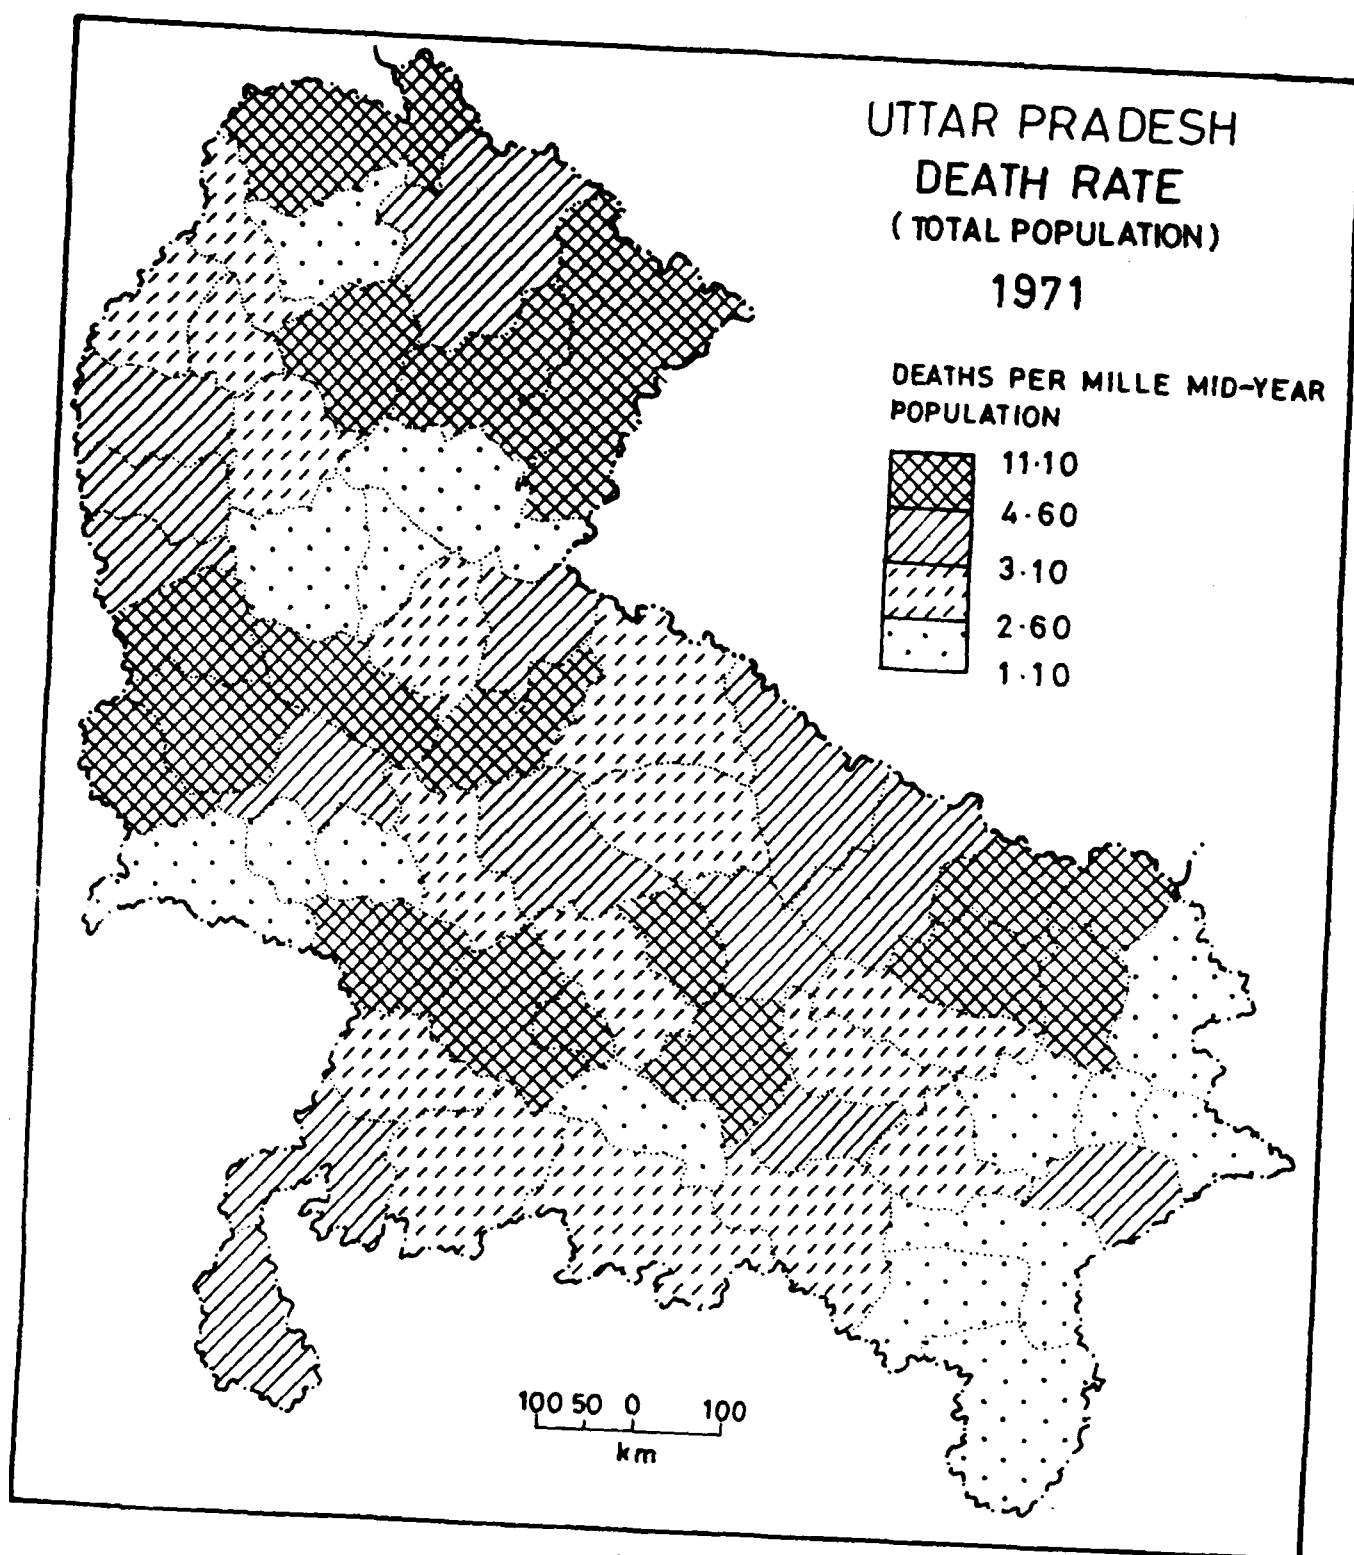 UTTAR PRADESH
DEATH RATE
( TOTAL POPULATION )
1971
DEATHS PER MILLE MID-YEAR
POPULATION
11·10
4·60
3·10
2·60
1·10
100 50 0 100
km